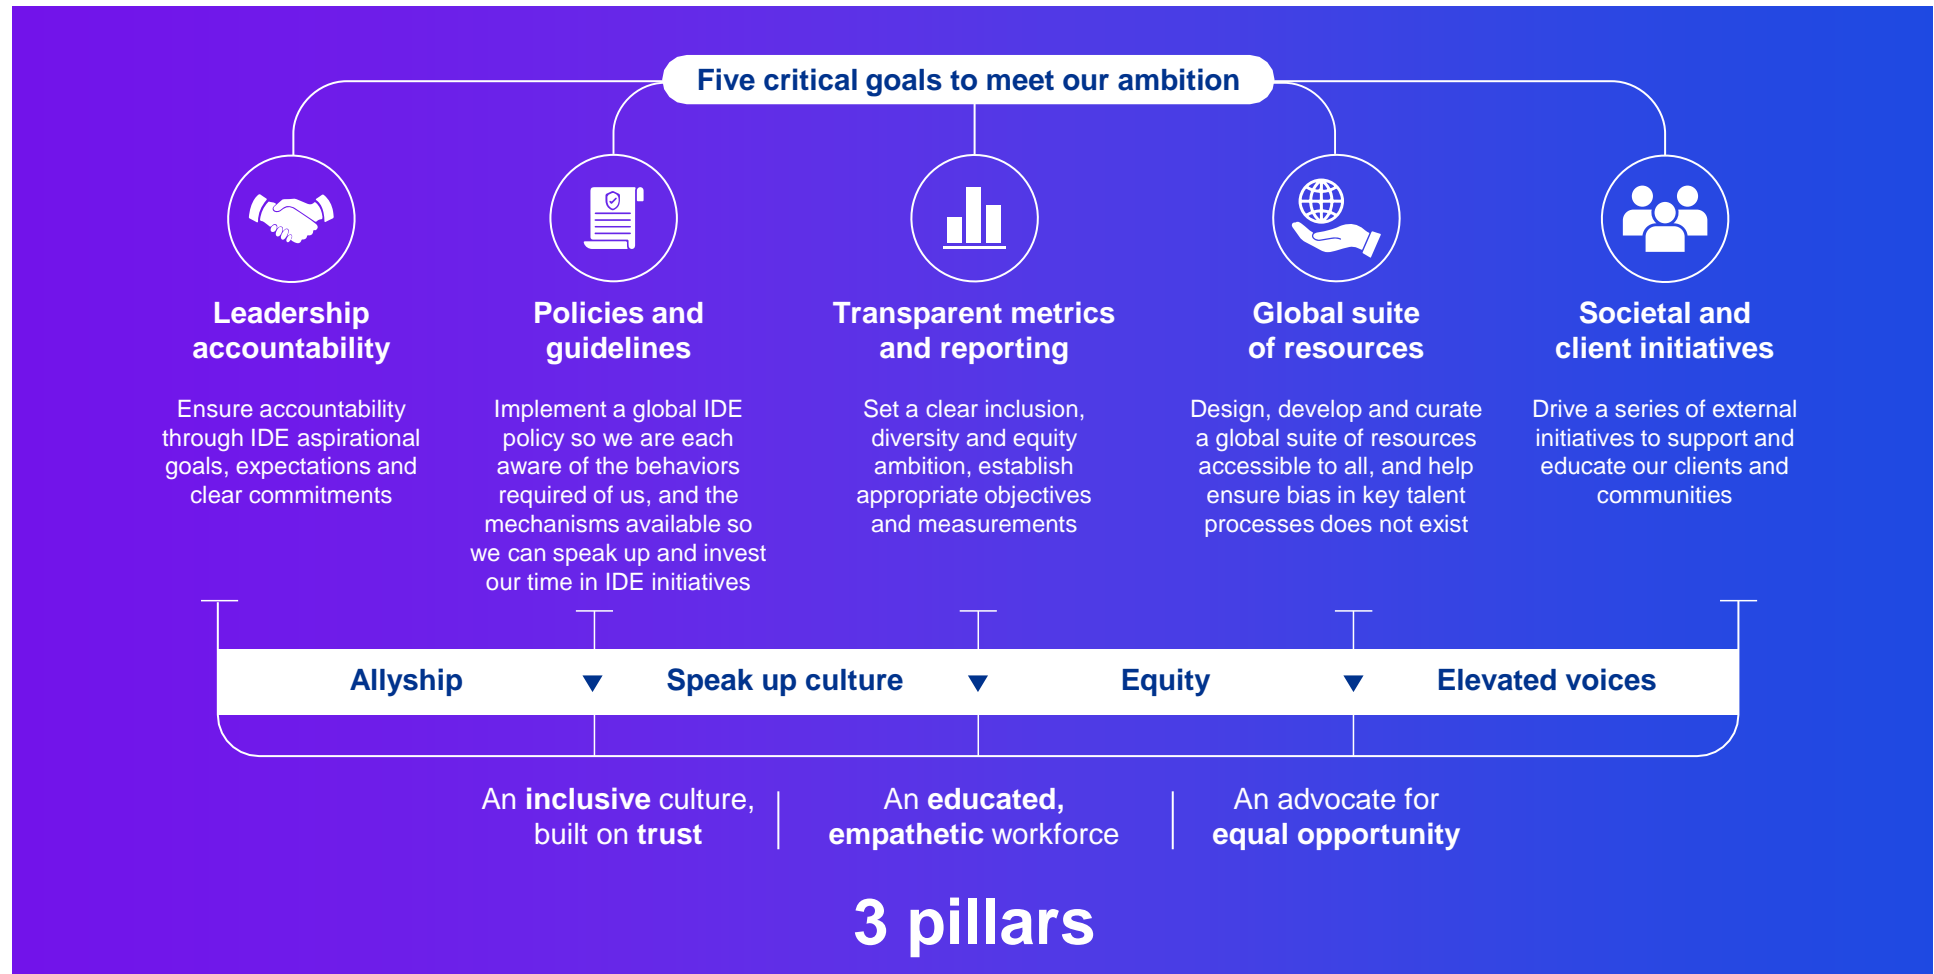 Five critical goals to meet our ambition
Leadership
accountability
Ensure accountability
through IDE aspirational
goals, expectations and
clear commitments
Policies and
guidelines
Implement a global IDE
policy so we are each
aware of the behaviors
required of us, and the
mechanisms available so
we can speak up and invest
our time in IDE initiatives
Transparent metrics
and reporting
Set a clear inclusion,
diversity and equity
ambition, establish
appropriate objectives
and measurements
Global suite
of resources
Design, develop and curate
a global suite of resources
accessible to all, and help
ensure bias in key talent
processes does not exist
Societal and
client initiatives
Drive a series of external
initiatives to support and
educate our clients and
communities
Allyship
Speak up culture
Equity
Elevated voices
An inclusive culture,
built on trust
An educated,
empathetic workforce
An advocate for
equal opportunity
3 pillars